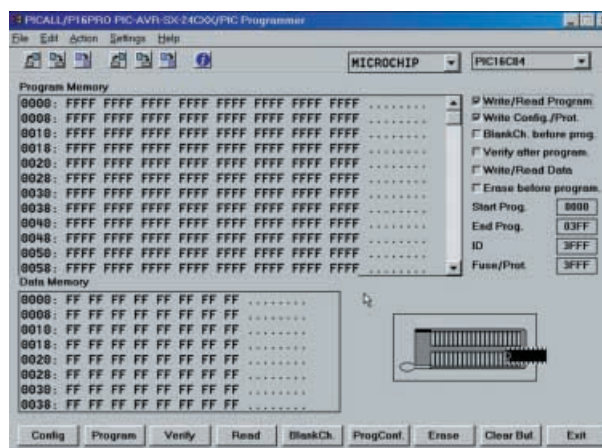 PICALL/P16PRO PIC-AVR-SX-24CXX/PIC Programmer
File Edit Action Settings Help
MICROCHIP
PIC16C84
Program Memory
0000: FFFF FFFF FFFF FFFF FFFF FFFF FFFF FFFF ........
0008: FFFF FFFF FFFF FFFF FFFF FFFF FFFF FFFF ........
0010: FFFF FFFF FFFF FFFF FFFF FFFF FFFF FFFF ........
0018: FFFF FFFF FFFF FFFF FFFF FFFF FFFF FFFF ........
0020: FFFF FFFF FFFF FFFF FFFF FFFF FFFF FFFF ........
0028: FFFF FFFF FFFF FFFF FFFF FFFF FFFF FFFF ........
0030: FFFF FFFF FFFF FFFF FFFF FFFF FFFF FFFF ........
0038: FFFF FFFF FFFF FFFF FFFF FFFF FFFF FFFF ........
0040: FFFF FFFF FFFF FFFF FFFF FFFF FFFF FFFF ........
0048: FFFF FFFF FFFF FFFF FFFF FFFF FFFF FFFF ........
0050: FFFF FFFF FFFF FFFF FFFF FFFF FFFF FFFF ........
0058: FFFF FFFF FFFF FFFF FFFF FFFF FFFF FFFF ........
Write/Read Program
Write Config./Prot.
BlankCh. before prog.
Verify after program.
Write/Read Data
Erase before program.
Start Prog. 0000
End Prog. 03FF
ID 3FFF
Fuse/Prot. 3FFF
Data Memory
0000: FF FF FF FF FF FF FF FF ........
0008: FF FF FF FF FF FF FF FF ........
0010: FF FF FF FF FF FF FF FF ........
0018: FF FF FF FF FF FF FF FF ........
0020: FF FF FF FF FF FF FF FF ........
0028: FF FF FF FF FF FF FF FF ........
0030: FF FF FF FF FF FF FF FF ........
0038: FF FF FF FF FF FF FF FF ........
Config Program Verify Read BlankCh. ProgConf. Erase Clear Buf. Exit